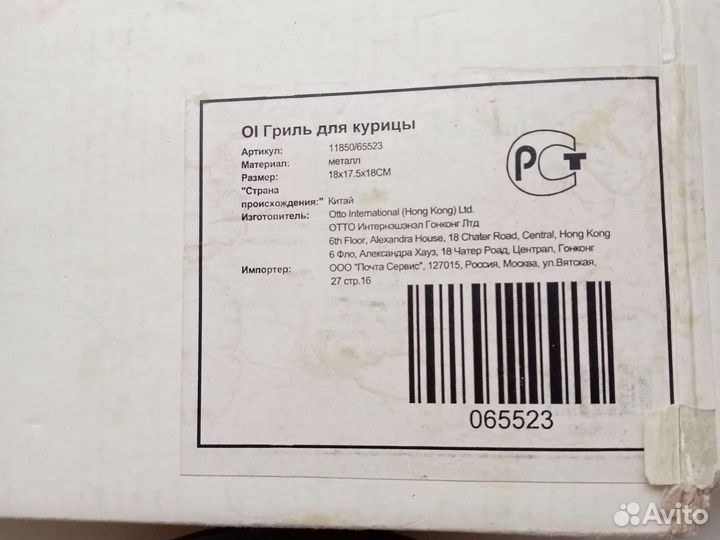 OI Гриль для курицы
Артикул: 11850/65523
Материал: металл
Размер: 18x17.5x18CM
"Страна
происхождения:" Китай
Изготовитель: Otto International (Hong Kong) Ltd.
ОТТО Интернэшэнэл Гонконг Лтд
6th Floor, Alexandra House, 18 Chater Road, Central, Hong Kong
6 Фло, Александра Хауз, 18 Чатер Роад, Централ, Гонконг
Импортер: ООО "Почта Сервис", 127015, Россия, Москва, ул.Вятская,
27 стр.16
РСТ
065523
Avito